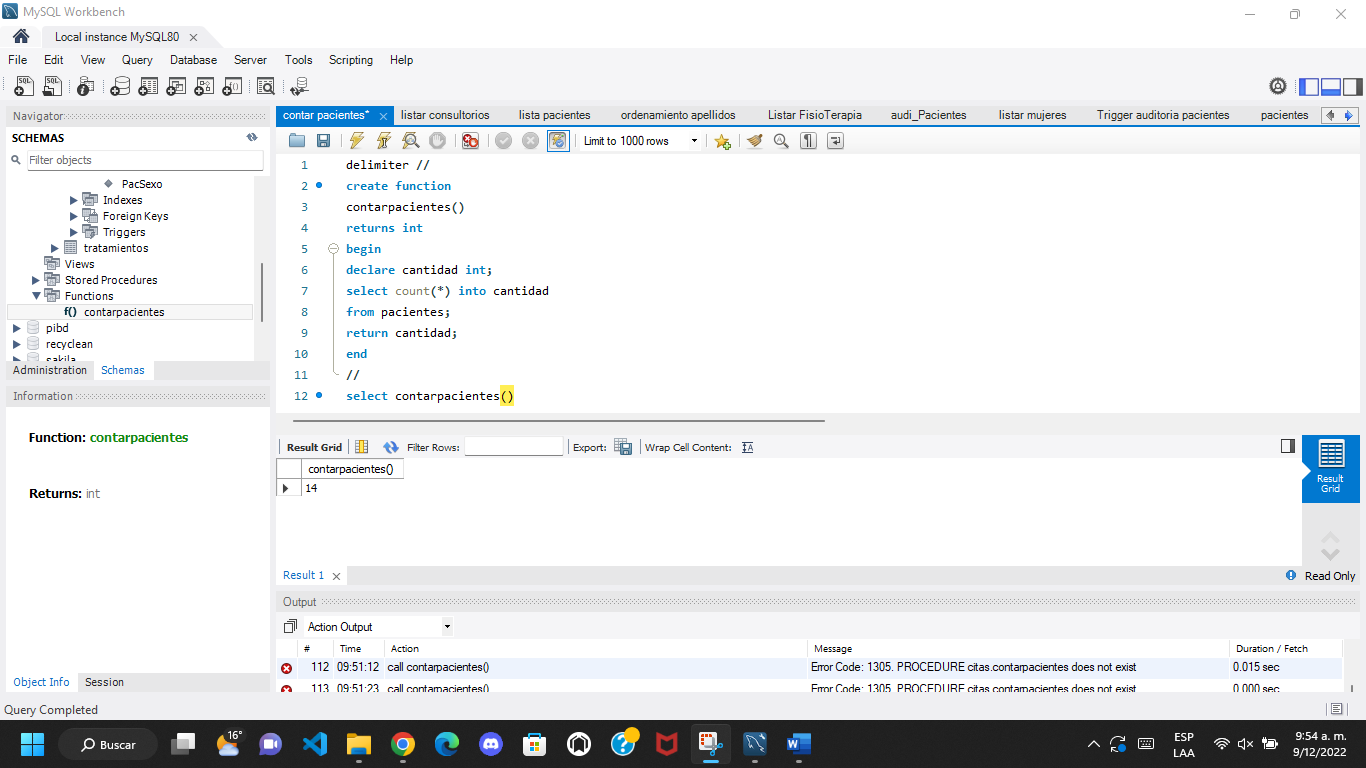 MySQL Workbench
Local instance MySQL80
File Edit View Query Database Server Tools Scripting Help
Navigator
SCHEMAS
Filter objects
PacSexo
Indexes
Foreign Keys
Triggers
tratamientos
Views
Stored Procedures
Functions
f() contarpacientes
pibd
recyclean
sakila
Administration Schemas
Information
Function: contarpacientes
Returns: int
Object Info Session
contar pacientes* listar consultorios lista pacientes ordenamiento apellidos Listar FisioTerapia audi_Pacientes listar mujeres Trigger auditoria pacientes pacientes
Limit to 1000 rows
1 delimiter //
2 create function
3 contarpacientes()
4 returns int
5 begin
6 declare cantidad int;
7 select count(*) into cantidad
8 from pacientes;
9 return cantidad;
10 end
11 //
12 select contarpacientes()
Result Grid Filter Rows: Export: Wrap Cell Content:
contarpacientes()
14
Result Grid
Result 1
Read Only
Output
Action Output
# Time Action Message Duration / Fetch
112 09:51:12 call contarpacientes() Error Code: 1305. PROCEDURE citas.contarpacientes does not exist 0.015 sec
113 09:51:23 call contarpacientes() Error Code: 1305. PROCEDURE citas.contarpacientes does not exist 0.000 sec
Query Completed
Buscar
16°
ESP
LAA
9:54 a. m.
9/12/2022